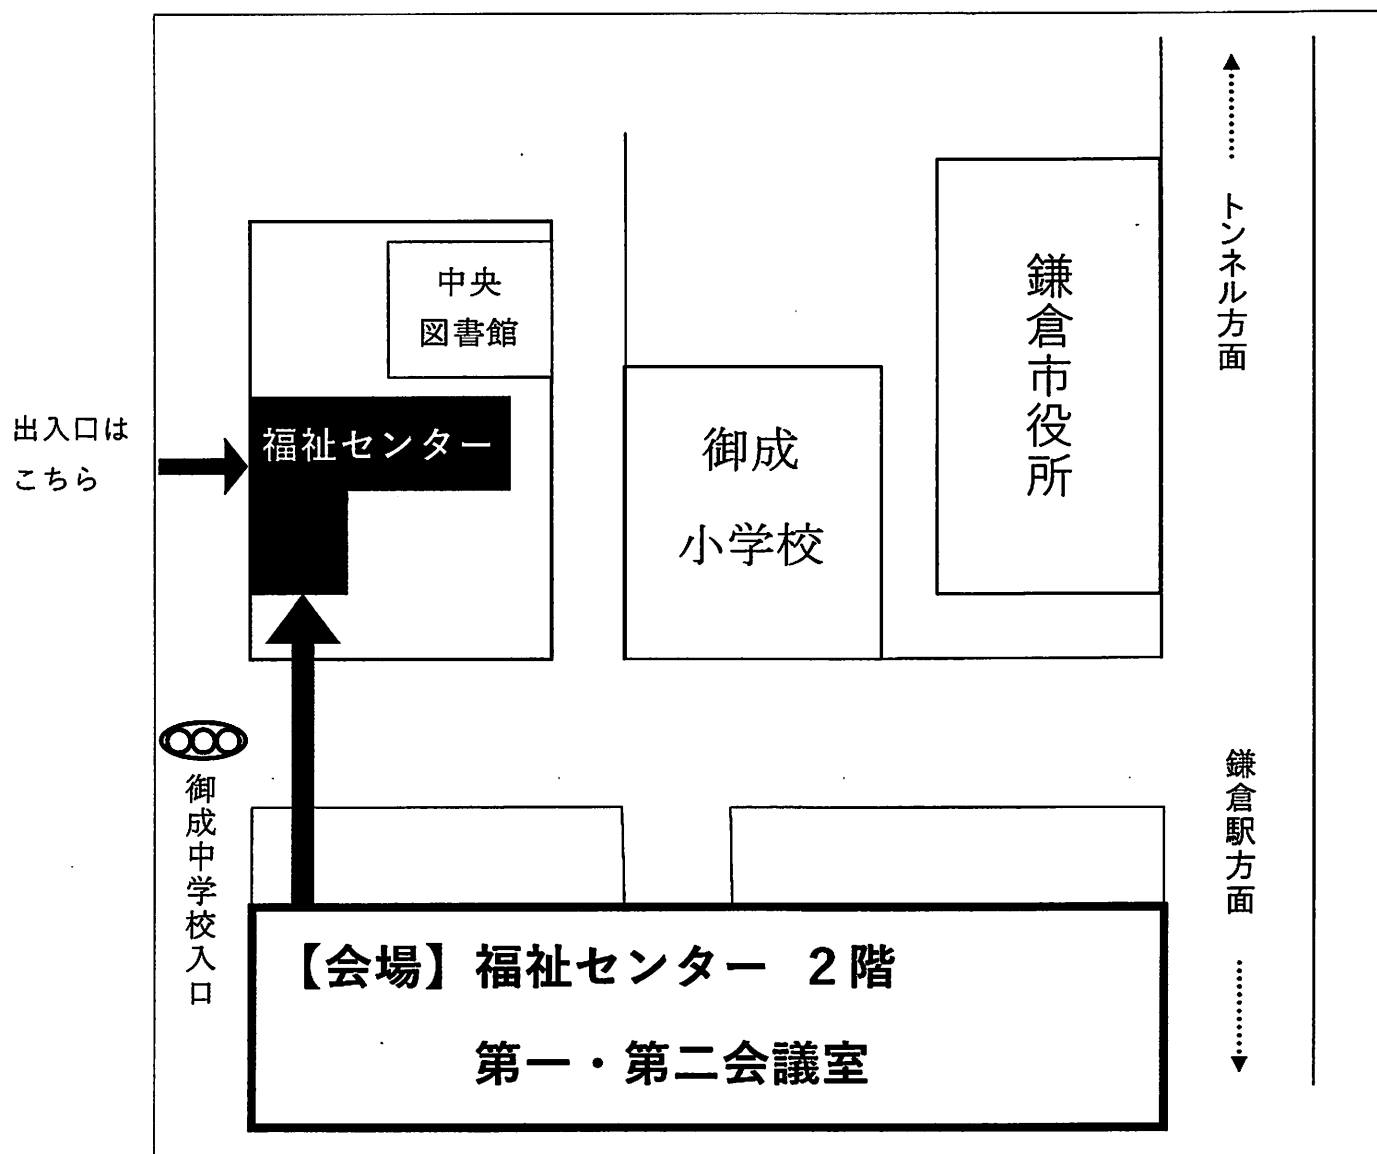 トンネル方面
中央
図書館
鎌倉市役所
出入口は
こちら
福祉センター
御成
小学校
御成中学校入口
鎌倉駅方面
【会場】福祉センター ２階
第一・第二会議室